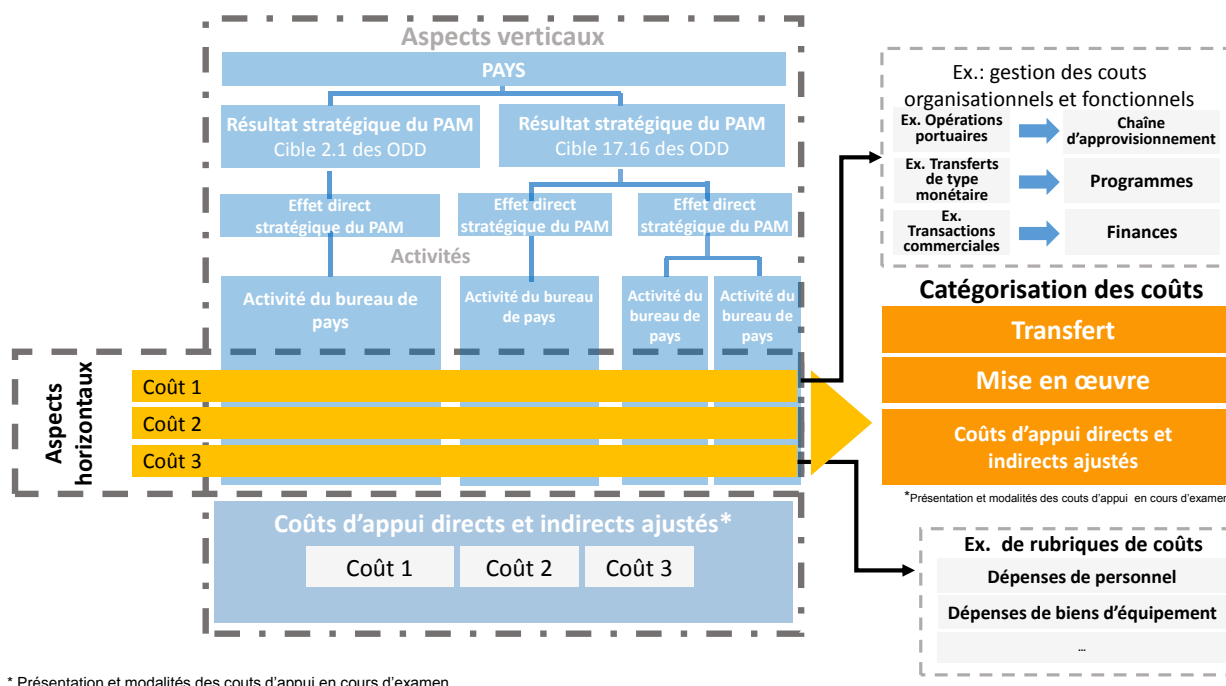 Aspects verticaux
PAYS
Résultat stratégique du PAM
Cible 2.1 des ODD
Résultat stratégique du PAM
Cible 17.16 des ODD
Effet direct
stratégique du PAM
Effet direct
stratégique du PAM
Effet direct
stratégique du PAM
Activités
Activité du bureau de
pays
Activité du bureau
de pays
Activité du
bureau de
pays
Activité du
bureau de
pays
Aspects
horizontaux
Coût 1
Coût 2
Coût 3
Coûts d'appui directs et indirects ajustés*
Coût 1
Coût 2
Coût 3
Ex.: gestion des couts
organisationnels et fonctionnels
Ex. Opérations
portuaires
Chaîne
d'approvisionnement
Ex. Transferts
de type
monétaire
Programmes
Ex.
Transactions
commerciales
Finances
Catégorisation des coûts
Transfert
Mise en œuvre
Coûts d'appui directs et
indirects ajustés
*Présentation et modalités des couts d'appui en cours d'examen
Ex. de rubriques de coûts
Dépenses de personnel
Dépenses de biens d'équipement
...
* Présentation et modalités des couts d'appui en cours d'examen